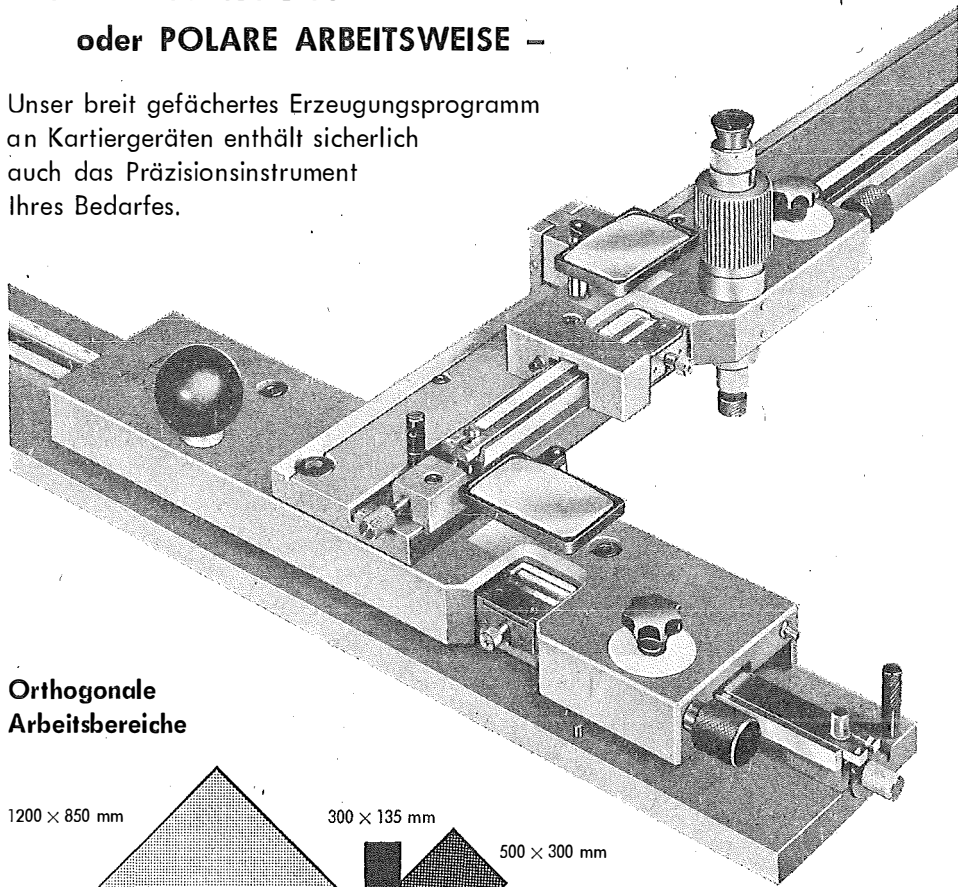 oder POLARE ARBEITSWEISE –
Unser breit gefächertes Erzeugungsprogramm
an Kartiergeräten enthält sicherlich
auch das Präzisionsinstrument
Ihres Bedarfes.
Orthogonale
Arbeitsbereiche
1200 × 850 mm
300 × 135 mm
500 × 300 mm